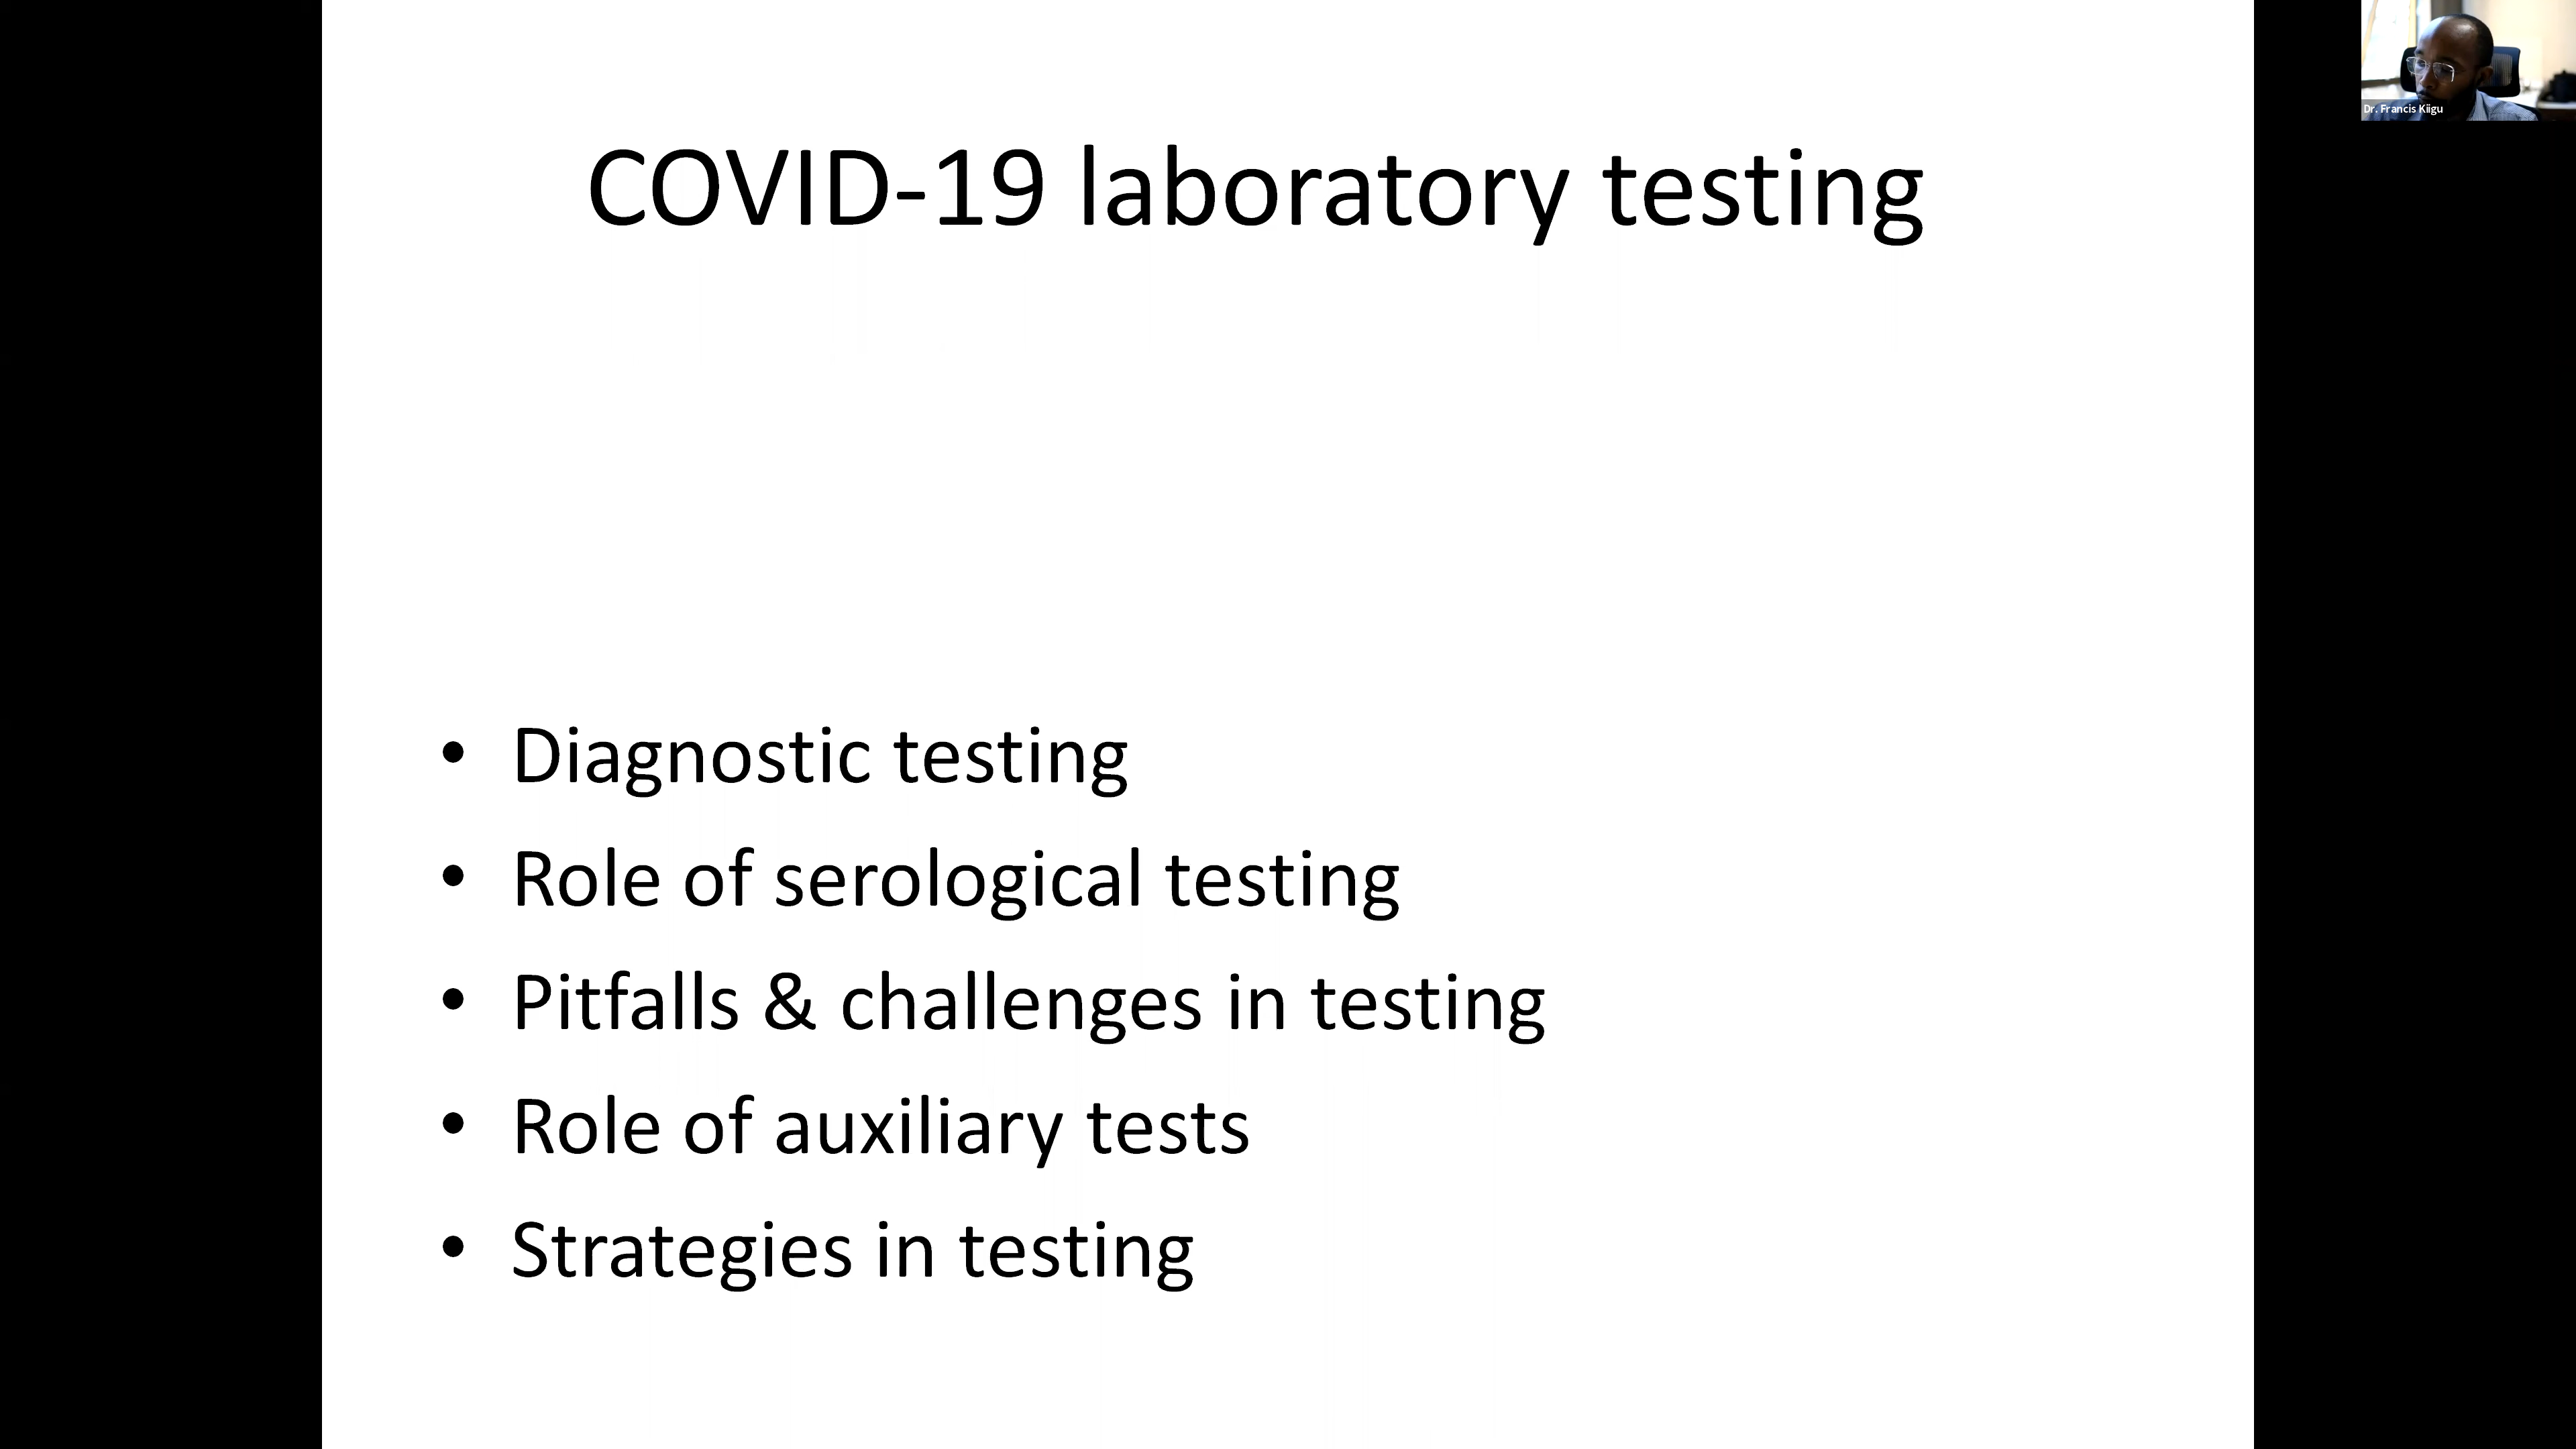 COVID-19 laboratory testing
Dr. Francis Kiigu
• Diagnostic testing
• Role of serological testing
• Pitfalls & challenges in testing
• Role of auxiliary tests
• Strategies in testing